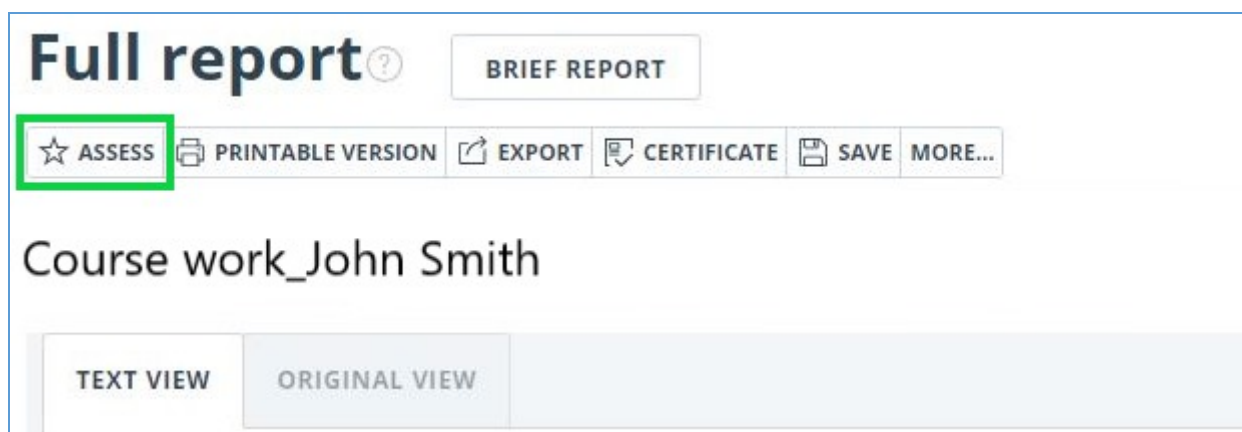 Full report ? BRIEF REPORT
ASSESS PRINTABLE VERSION EXPORT CERTIFICATE SAVE MORE...
Course work_John Smith
TEXT VIEW ORIGINAL VIEW